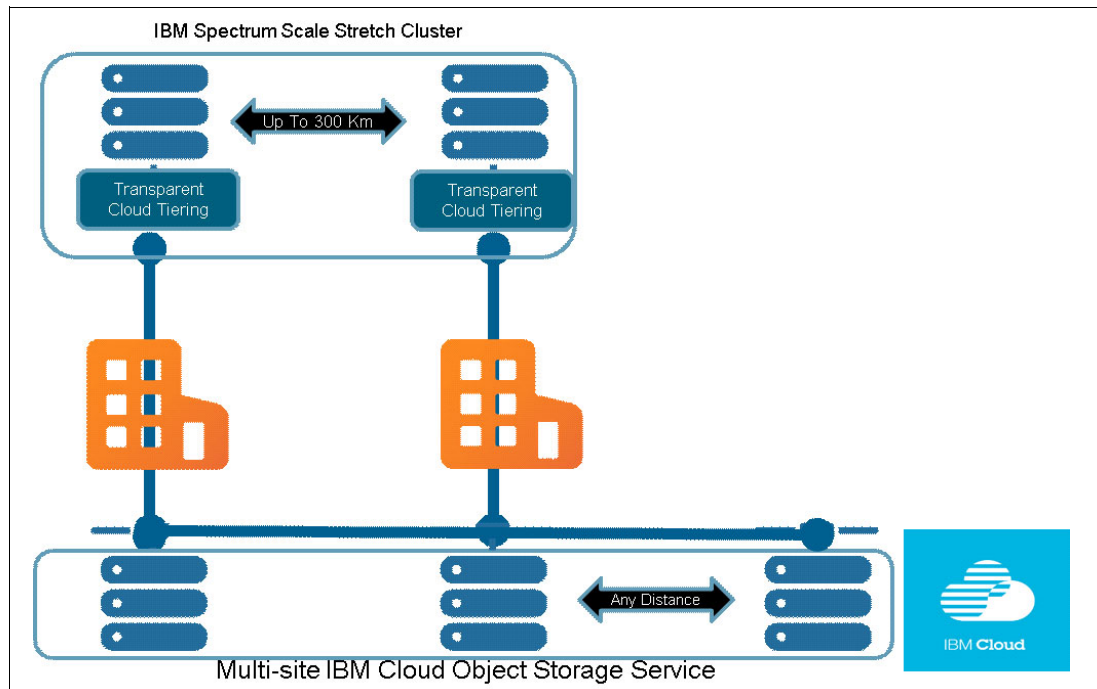 IBM Spectrum Scale Stretch Cluster
Up To 300 Km
Transparent
Cloud Tiering
Transparent
Cloud Tiering
Any Distance
IBM Cloud
Multi-site IBM Cloud Object Storage Service